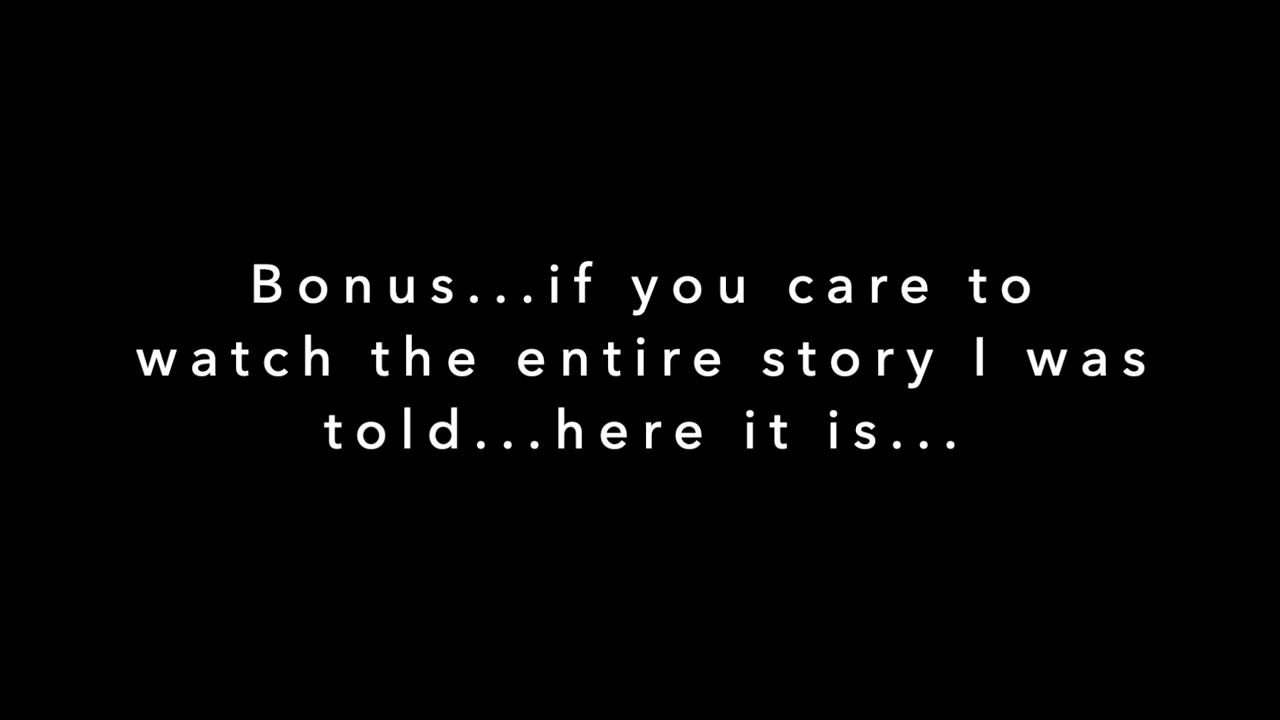 Bonus...if you care to
watch the entire story I was
told...here it is...